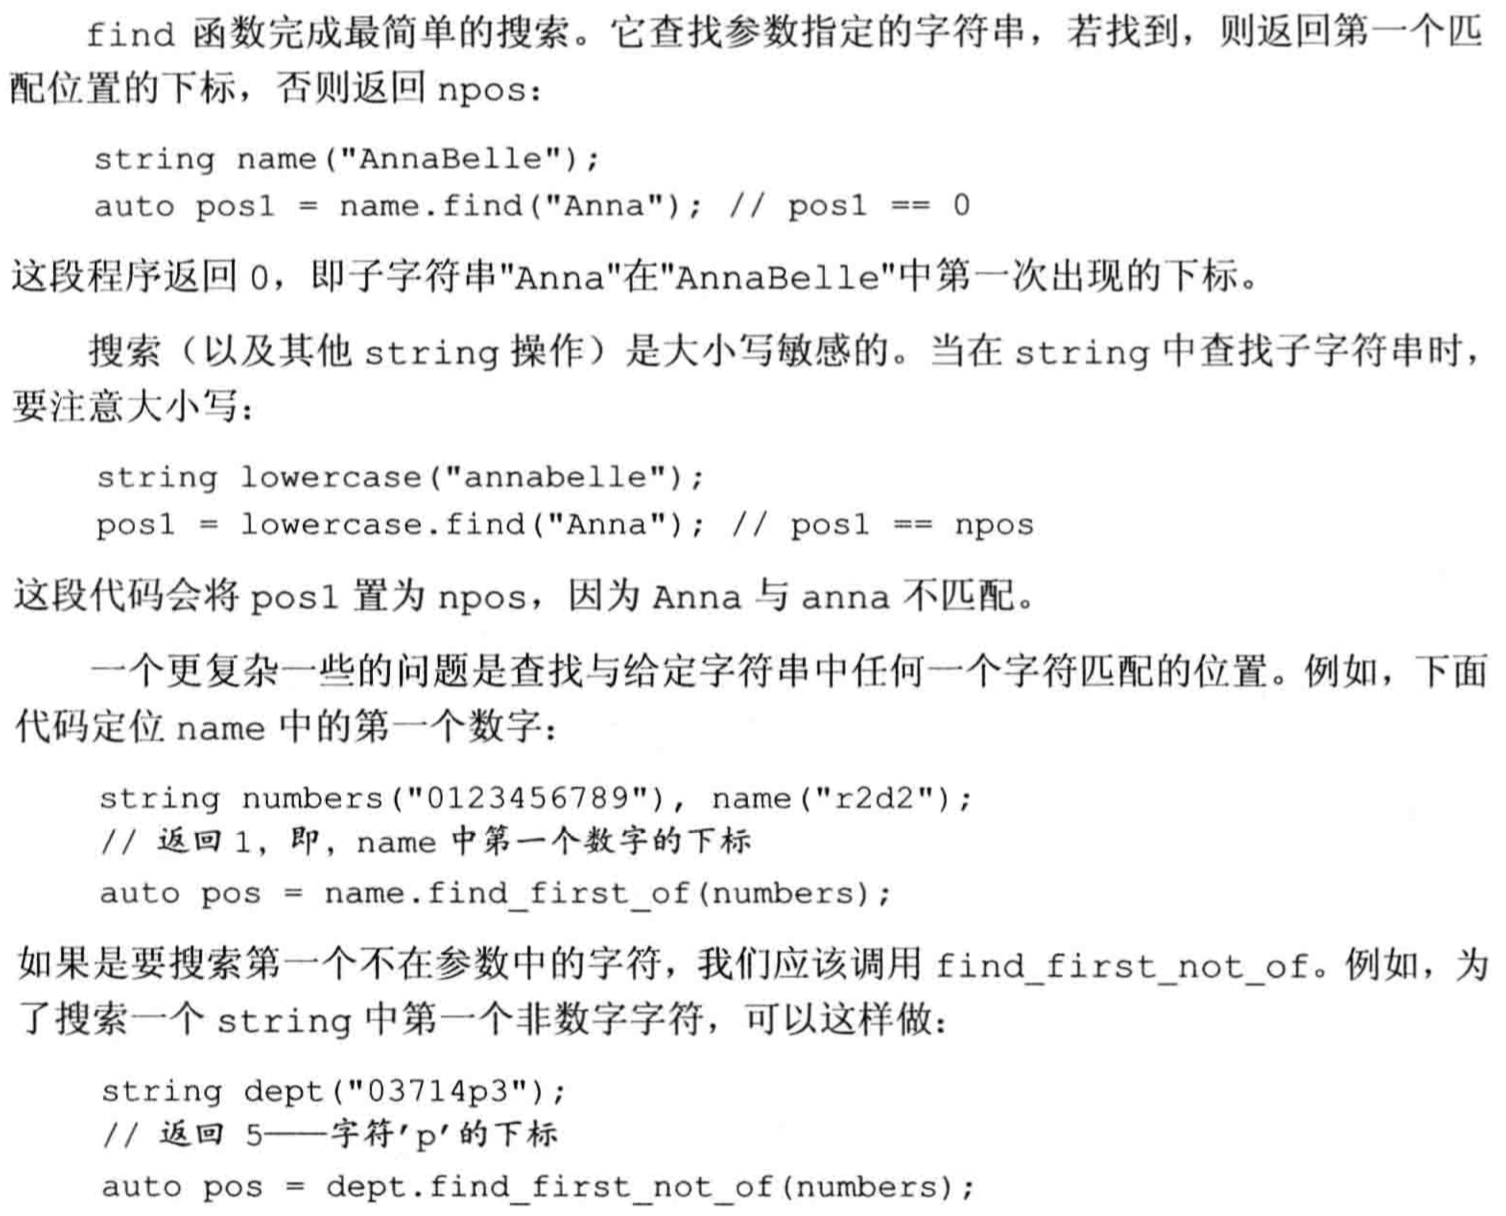 find 函数完成最简单的搜索。它查找参数指定的字符串，若找到，则返回第一个匹
配位置的下标，否则返回 npos：
string name("AnnaBelle");
auto pos1 = name.find("Anna"); // pos1 == 0
这段程序返回 0，即子字符串"Anna"在"AnnaBelle"中第一次出现的下标。
搜索（以及其他 string 操作）是大小写敏感的。当在 string 中查找子字符串时，
要注意大小写：
string lowercase("annabelle");
pos1 = lowercase.find("Anna"); // pos1 == npos
这段代码会将 pos1 置为 npos，因为 Anna 与 anna 不匹配。
一个更复杂一些的问题是查找与给定字符串中任何一个字符匹配的位置。例如，下面
代码定位 name 中的第一个数字：
string numbers("0123456789"), name("r2d2");
// 返回 1，即，name 中第一个数字的下标
auto pos = name.find_first_of(numbers);
如果是要搜索第一个不在参数中的字符，我们应该调用 find_first_not_of。例如，为
了搜索一个 string 中第一个非数字字符，可以这样做：
string dept("03714p3");
// 返回 5——字符'p'的下标
auto pos = dept.find_first_not_of(numbers);